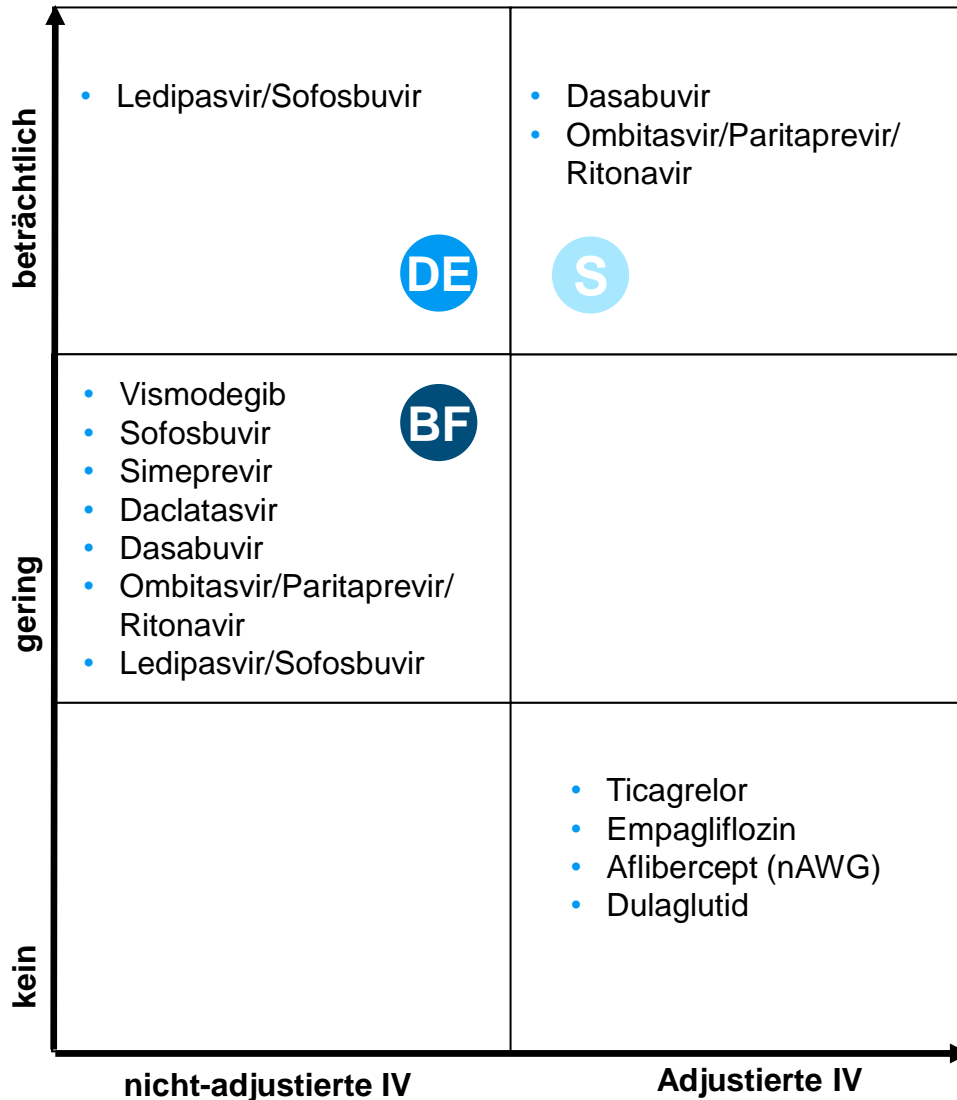 beträchtlich
Ledipasvir/Sofosbuvir
DE
Dasabuvir
Ombitasvir/Paritaprevir/
Ritonavir
S
gering
Vismodegib
Sofosbuvir
Simeprevir
Daclatasvir
Dasabuvir
Ombitasvir/Paritaprevir/
Ritonavir
Ledipasvir/Sofosbuvir
BF
kein
Ticagrelor
Empagliflozin
Aflibercept (nAWG)
Dulaglutid
nicht-adjustierte IV
Adjustierte IV